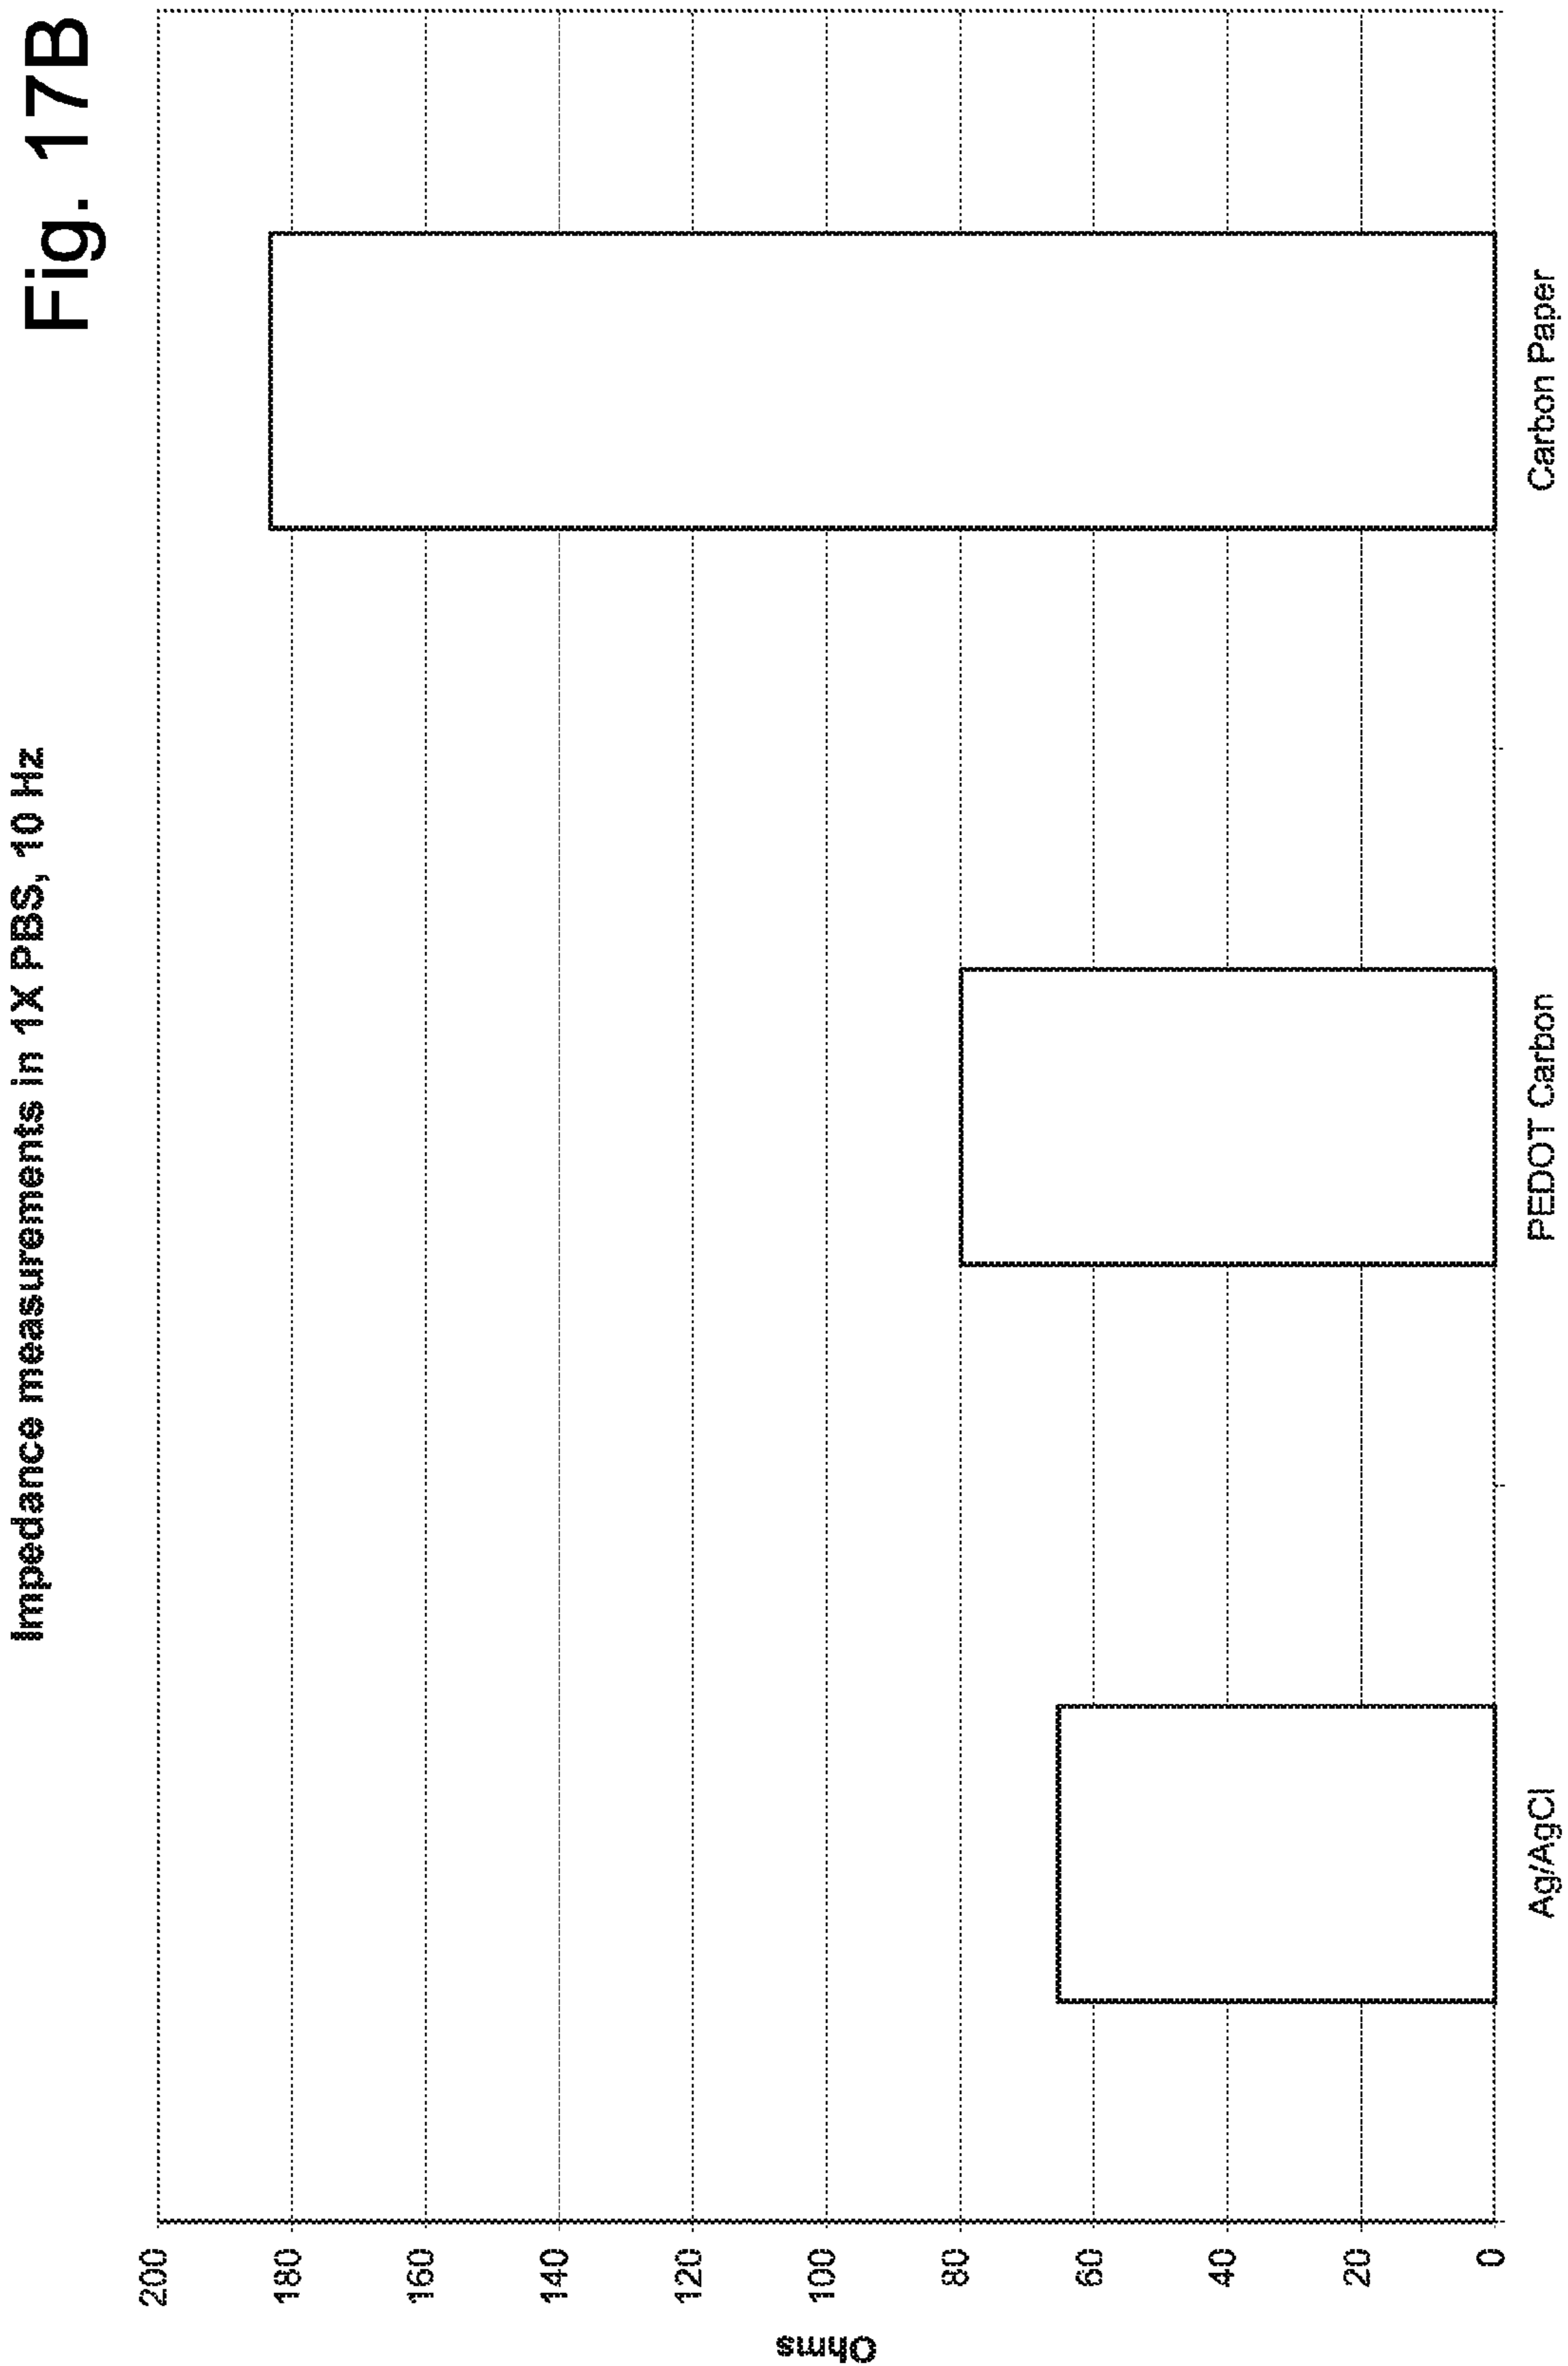 Fig. 17B
Impedance measurements in 1X PBS, 10 Hz
Ohms
200
180
160
140
120
100
80
60
40
20
0
Ag/AgCl
PEDOT Carbon
Carbon Paper